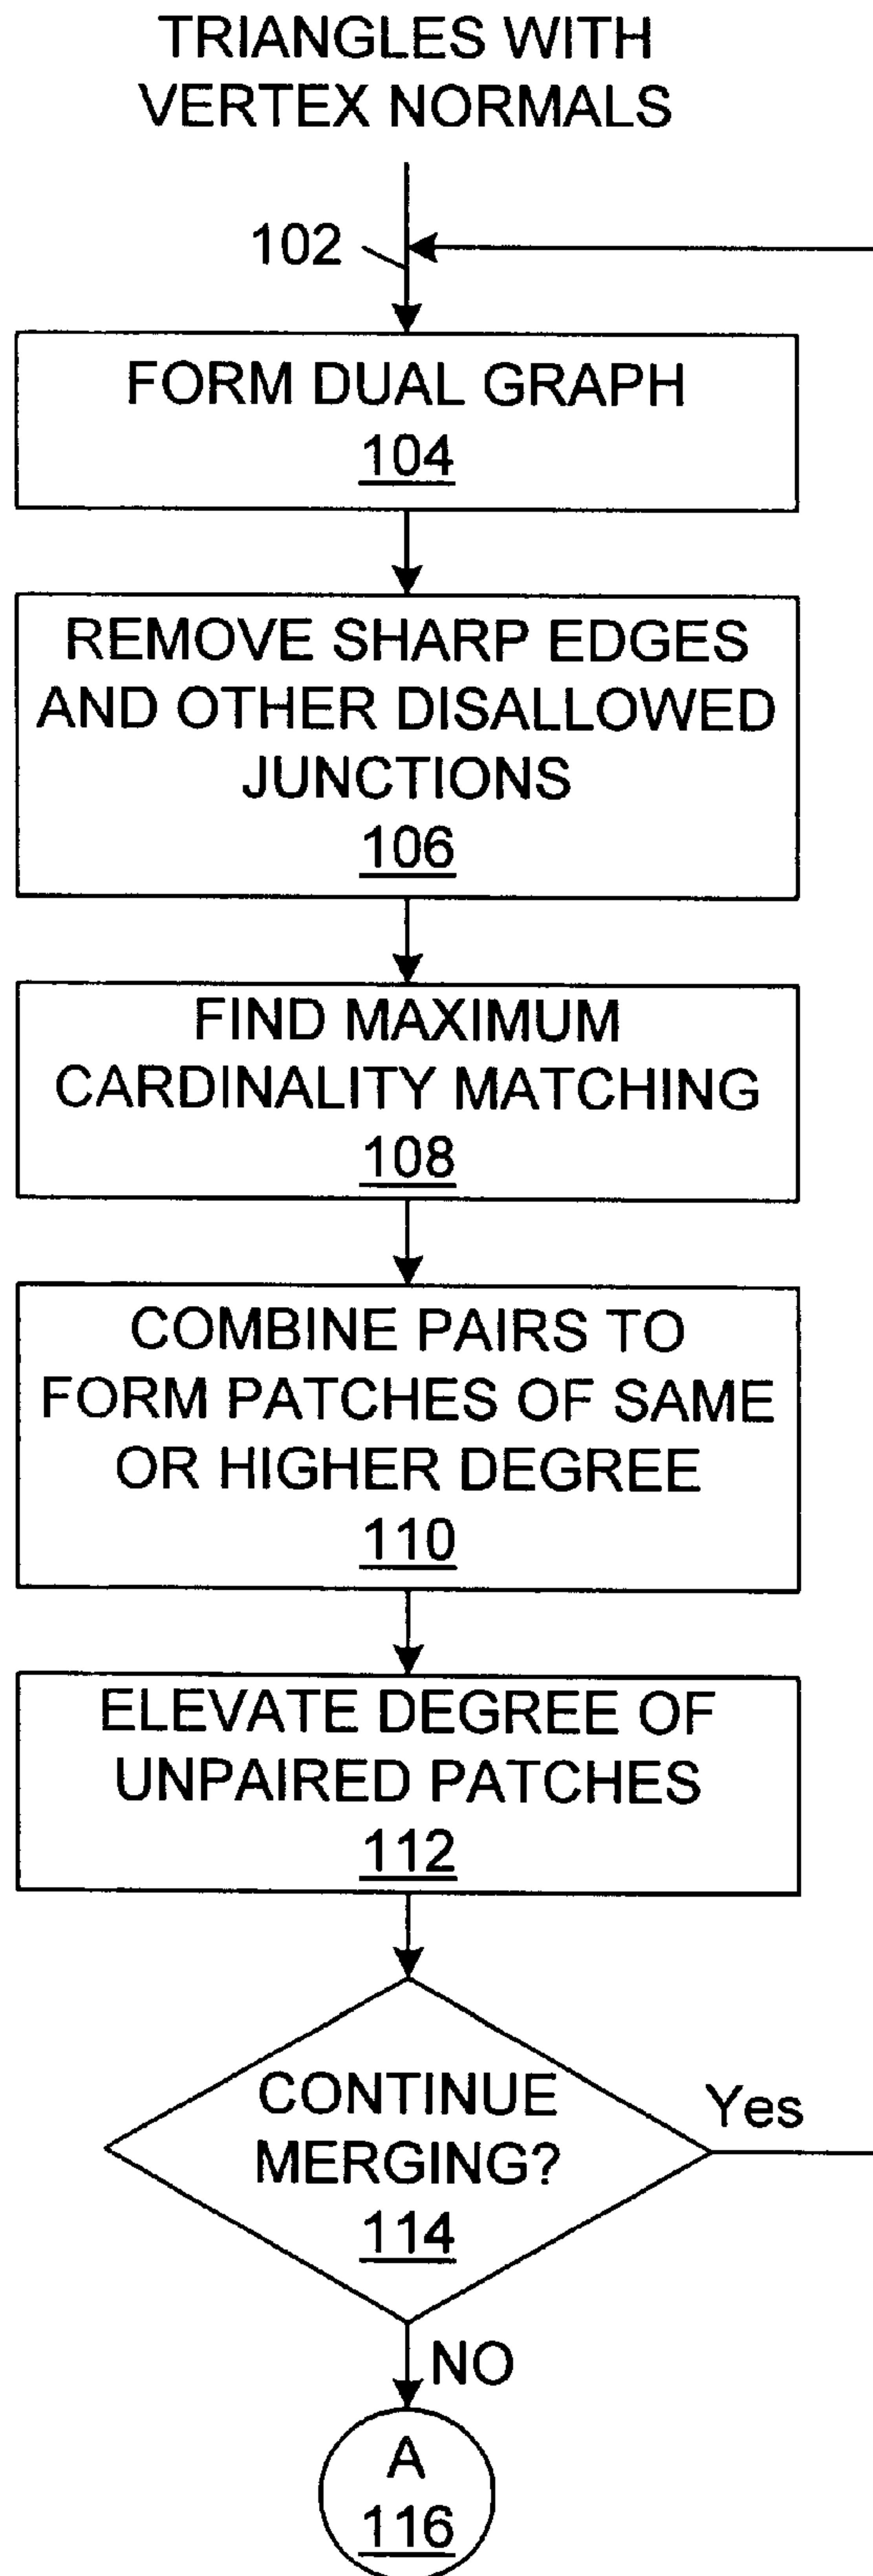 TRIANGLES WITH
VERTEX NORMALS
102
FORM DUAL GRAPH
104
REMOVE SHARP EDGES
AND OTHER DISALLOWED
JUNCTIONS
106
FIND MAXIMUM
CARDINALITY MATCHING
108
COMBINE PAIRS TO
FORM PATCHES OF SAME
OR HIGHER DEGREE
110
ELEVATE DEGREE OF
UNPAIRED PATCHES
112
CONTINUE
MERGING?
114
Yes
NO
A
116